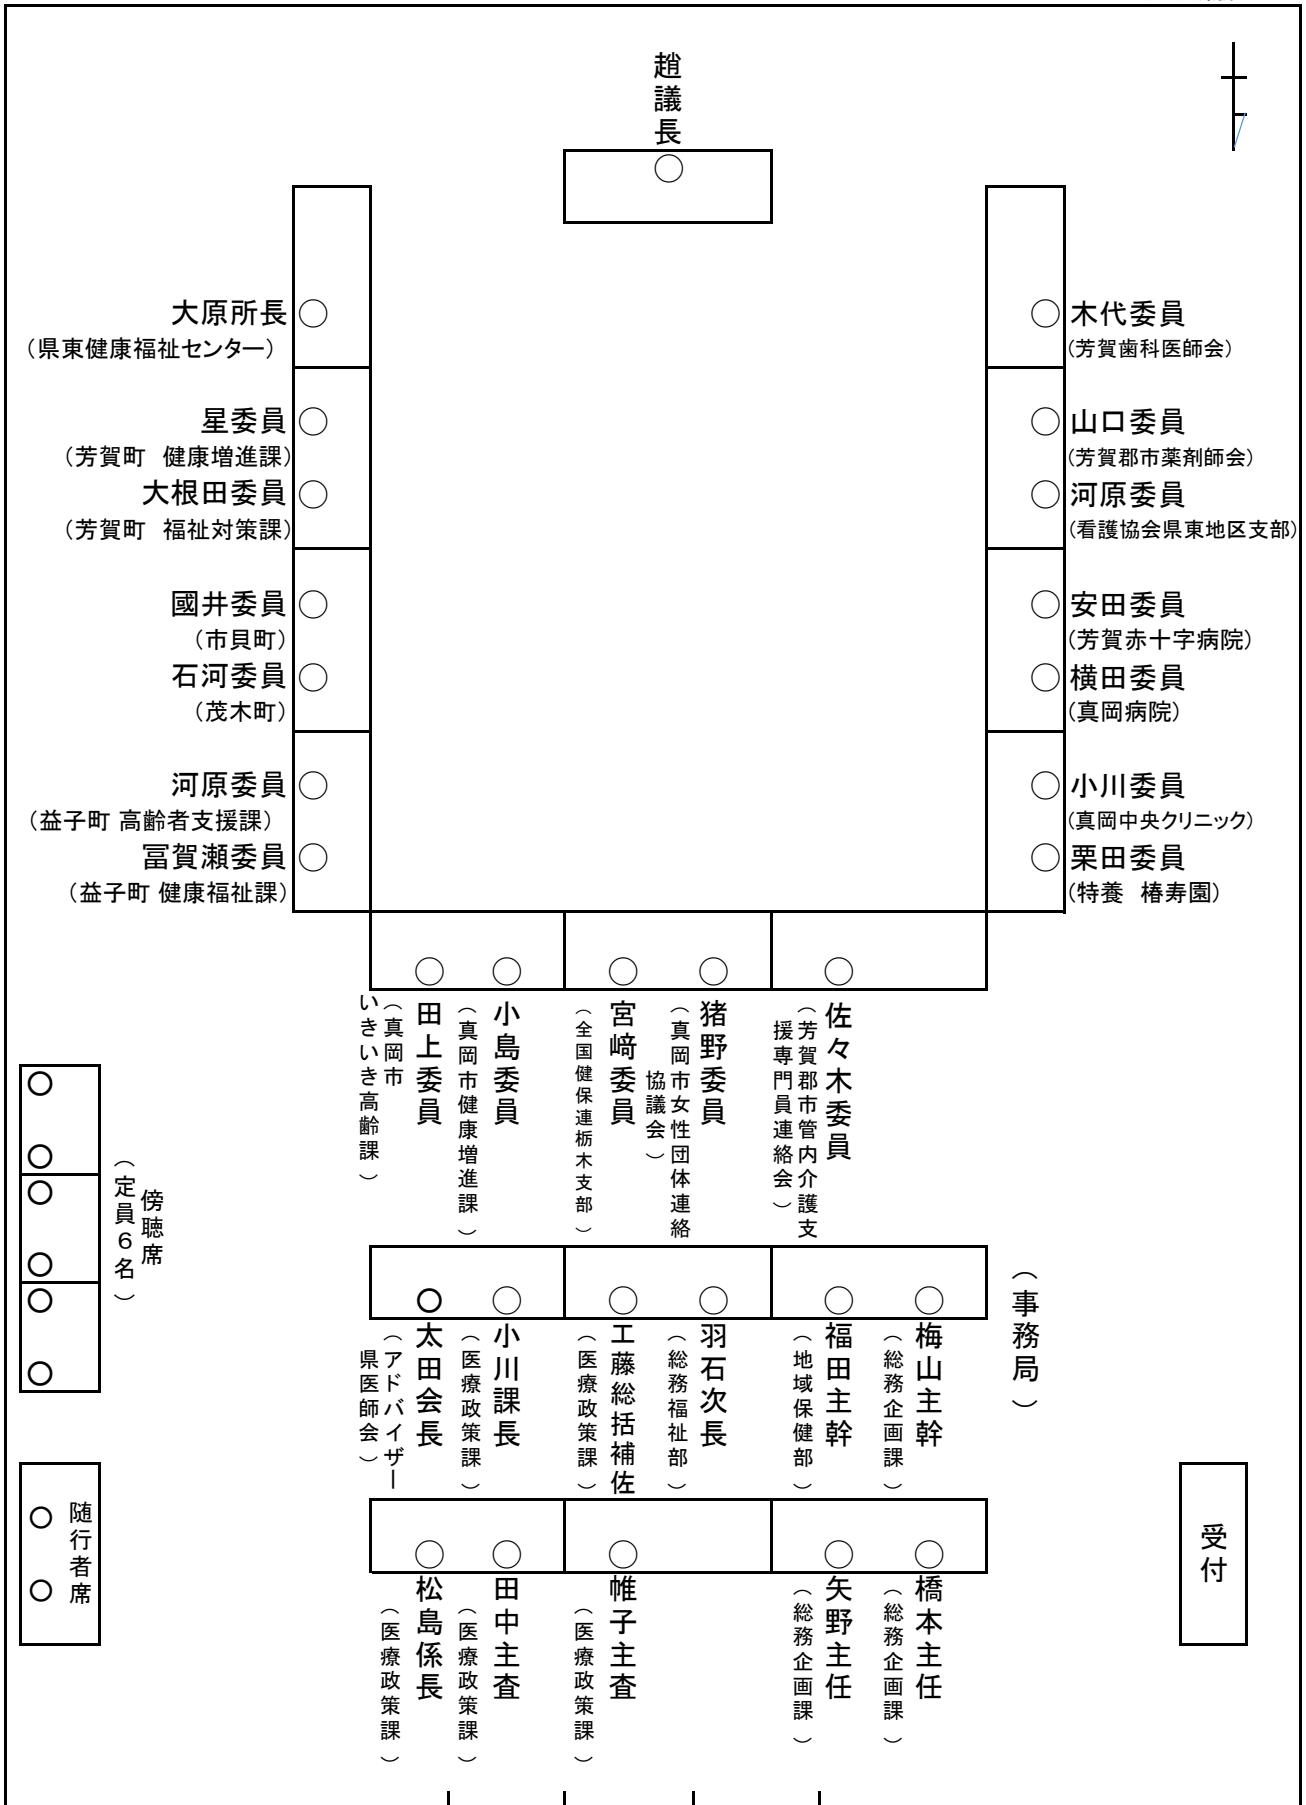 趙議長
大原所長
（県東健康福祉センター）
星委員
（芳賀町　健康増進課）
大根田委員
（芳賀町　福祉対策課）
國井委員
（市貝町）
石河委員
（茂木町）
河原委員
（益子町 高齢者支援課）
冨賀瀬委員
（益子町 健康福祉課）
木代委員
（芳賀歯科医師会）
山口委員
（芳賀郡市薬剤師会）
河原委員
（看護協会県東地区支部）
安田委員
（芳賀赤十字病院）
横田委員
（真岡病院）
小川委員
（真岡中央クリニック）
栗田委員
（特養　椿寿園）
佐々木委員
（芳賀郡市管内介護支
援専門員連絡会）
猪野委員
（真岡市女性団体連絡
協議会）
宮﨑委員
（全国健保連栃木支部）
小島委員
（真岡市健康増進課）
田上委員
（真岡市
いきいき高齢課）
傍聴席
（定員６名）
（事務局）
梅山主幹
（総務企画課）
福田主幹
（地域保健部）
羽石次長
（総務福祉部）
工藤総括補佐
（医療政策課）
小川課長
（医療政策課）
太田会長
（アドバイザー
県医師会）
橋本主任
（総務企画課）
矢野主任
（総務企画課）
帷子主査
（医療政策課）
田中主査
（医療政策課）
松島係長
（医療政策課）
随行者席
受付